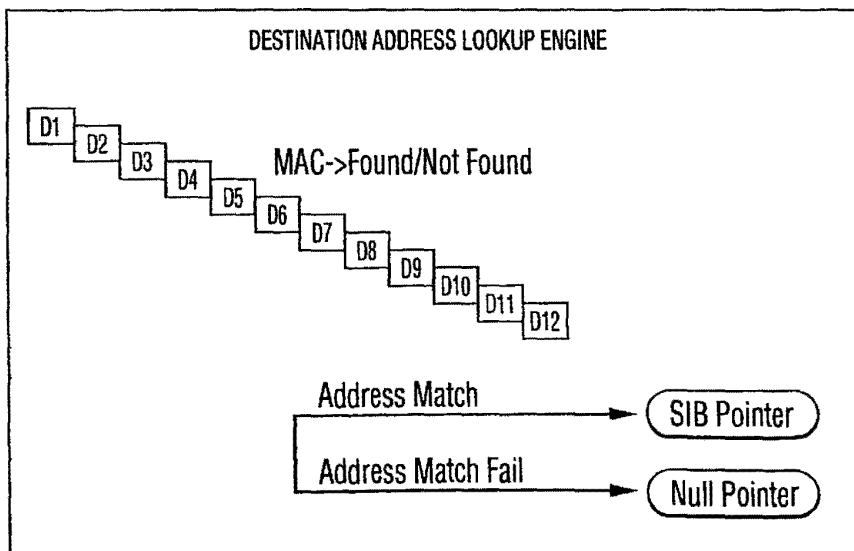 DESTINATION ADDRESS LOOKUP ENGINE
D1
D2
D3
D4
MAC->Found/Not Found
D5
D6
D7
D8
D9
D10
D11
D12
Address Match
SIB Pointer
Address Match Fail
Null Pointer